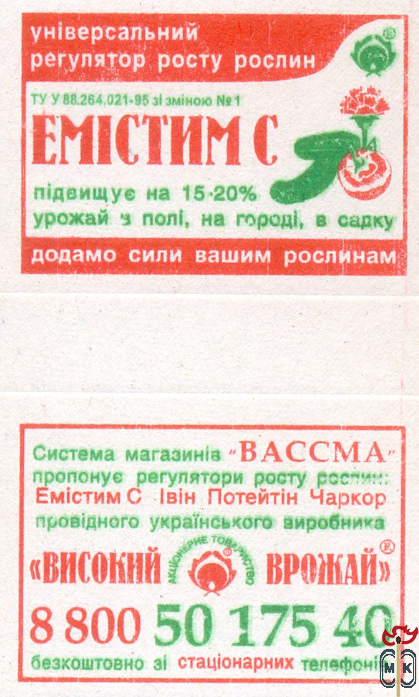 універсальний
регулятор росту рослин
®
ТУ У 88.264.021-95 зі зміною №1
ЕМІСТИМ С
підвищує на 15-20%
урожай в полі, на городі, в садку
додамо сили вашим рослинам
Система магазинів "ВАССМА"
пропонує регулятори росту рослин:
Емістим С Івін Потейтін Чаркор
провідного українського виробника
АКЦІОНЕРНЕ ТОВАРИСТВО
«ВИСОКИЙ ® ВРОЖАЙ»®
8 800 50 175 40
безкоштовно зі стаціонарних телефонів
МК